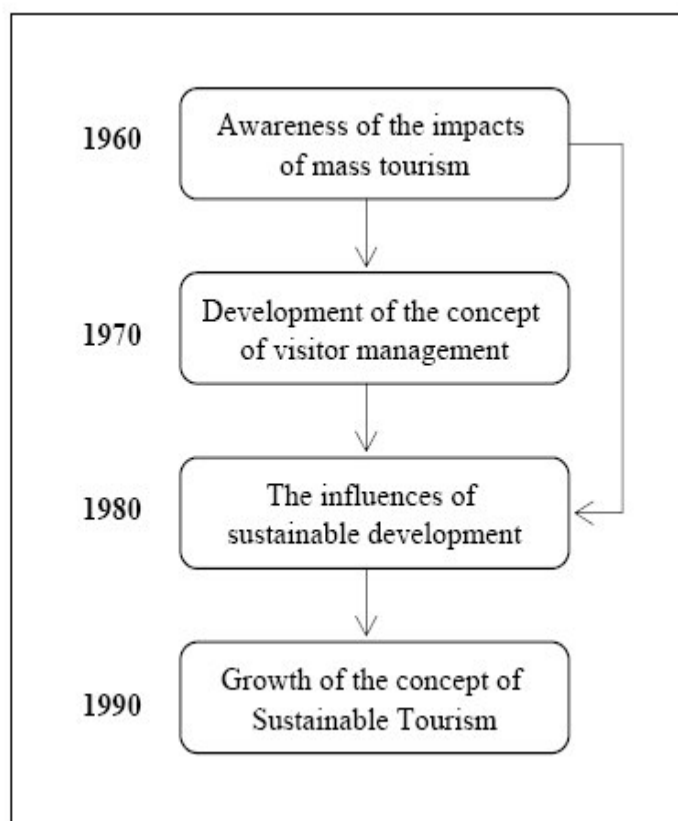 1960
Awareness of the impacts
of mass tourism
1970
Development of the concept
of visitor management
1980
The influences of
sustainable development
1990
Growth of the concept of
Sustainable Tourism